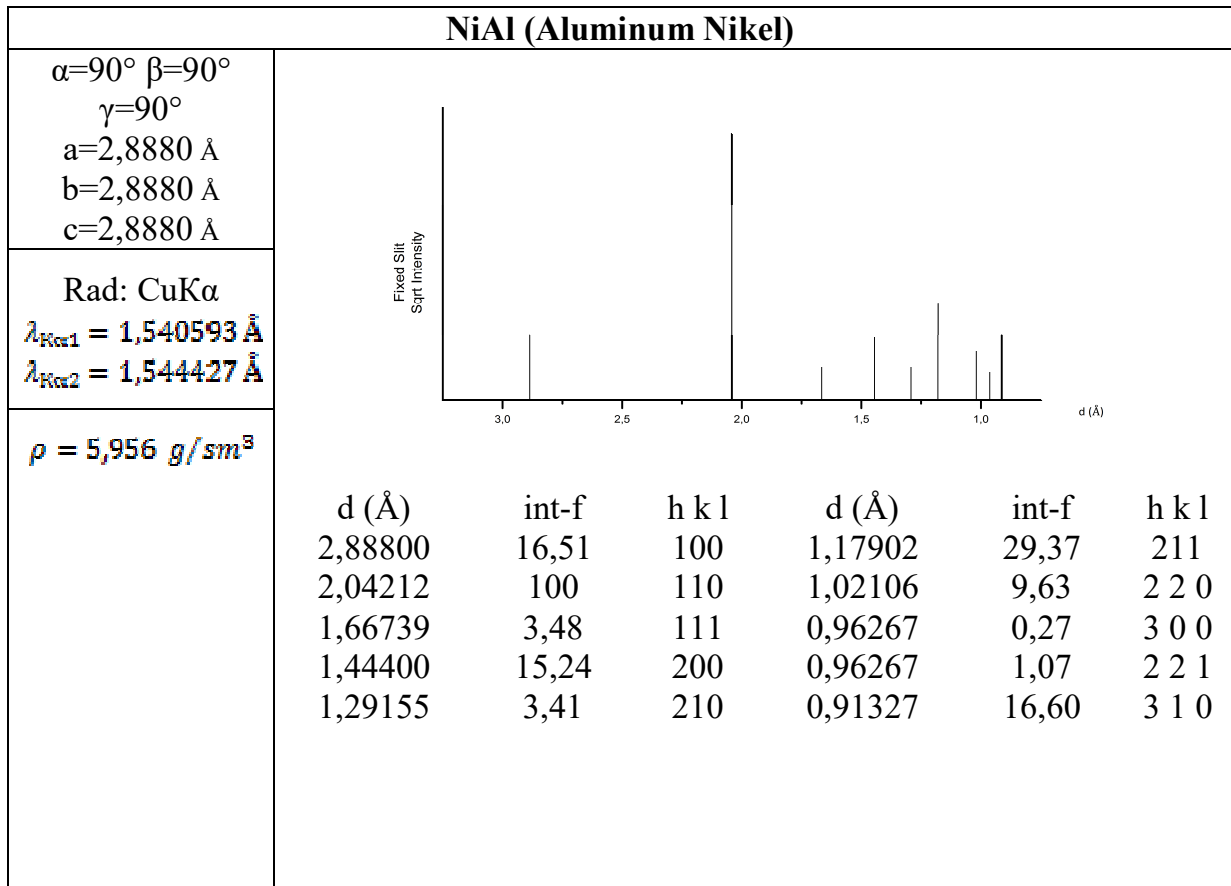 NiAl (Aluminum Nikel)
α=90° β=90°
γ=90°
a=2,8880 Å
b=2,8880 Å
c=2,8880 Å
Rad: CuKα
λKα1 = 1,540593 Å
λKα2 = 1,544427 Å
ρ = 5,956 g/sm³
Fixed Slit
Sqrt Intensity
3,0 2,5 2,0 1,5 1,0 d (Å)
d (Å) int-f h k l d (Å) int-f h k l
2,88800 16,51 100 1,17902 29,37 211
2,04212 100 110 1,02106 9,63 2 2 0
1,66739 3,48 111 0,96267 0,27 3 0 0
1,44400 15,24 200 0,96267 1,07 2 2 1
1,29155 3,41 210 0,91327 16,60 3 1 0